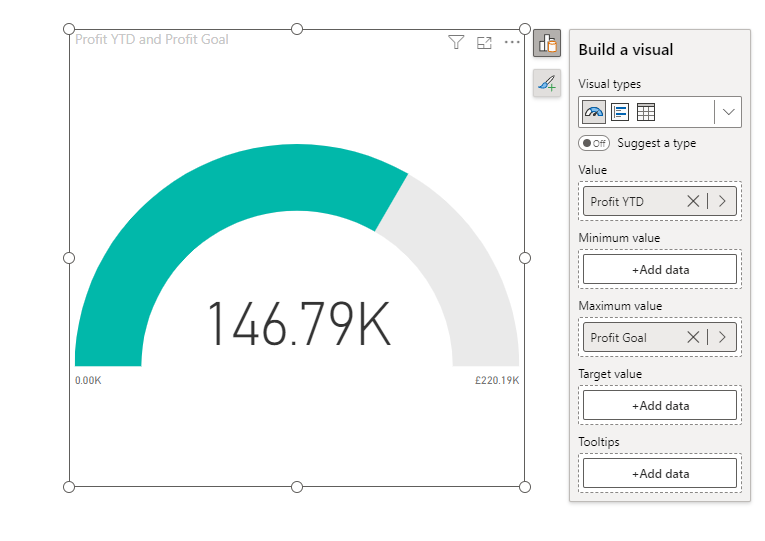 Profit YTD and Profit Goal
146.79K
0.00K
£220.19K
Build a visual
Visual types
Off
Suggest a type
Value
Profit YTD
Minimum value
+Add data
Maximum value
Profit Goal
Target value
+Add data
Tooltips
+Add data